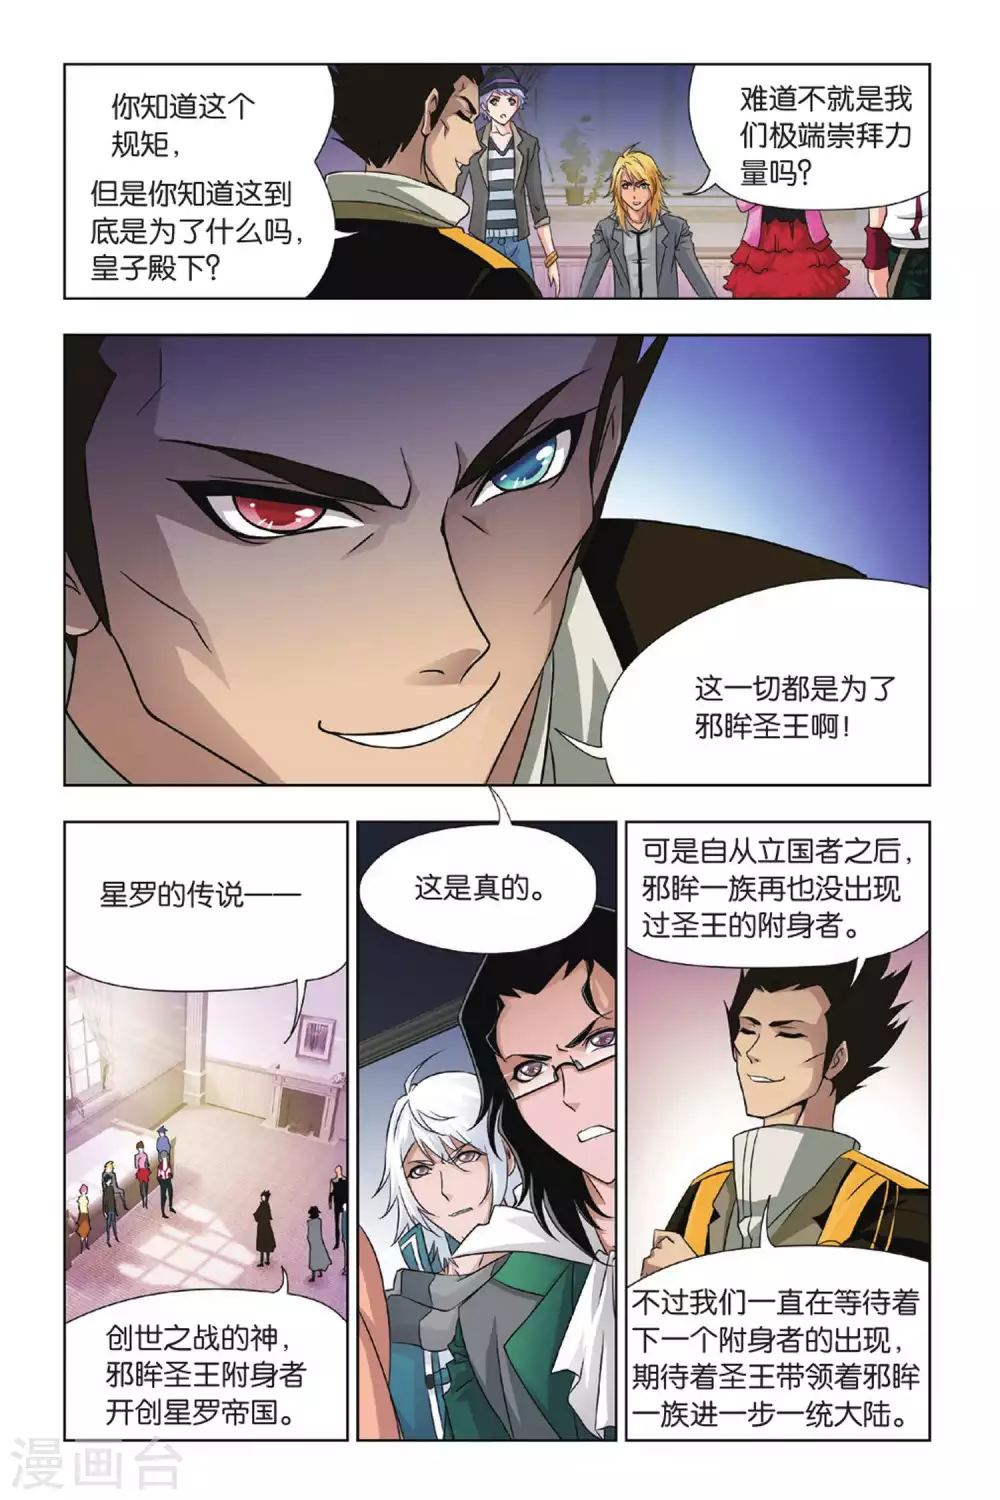 你知道这个
规矩，
但是你知道这到
底是为了什么吗，
皇子殿下？
难道不就是我
们极端崇拜力
量吗？
这一切都是为了
邪眸圣王啊！
星罗的传说——
创世之战的神，
邪眸圣王附身者
开创星罗帝国。
这是真的。
可是自从立国者之后，
邪眸一族再也没出现
过圣王的附身者。
不过我们一直在等待着
下一个附身者的出现，
期待着圣王带领着邪眸
一族进一步一统大陆。
漫画台